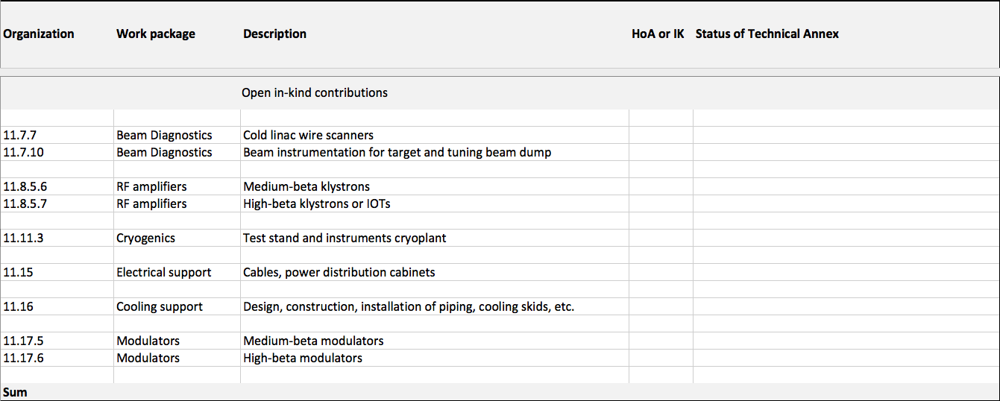 Organization Work package Description HoA or IK Status of Technical Annex
Open in-kind contributions
11.7.7 Beam Diagnostics Cold linac wire scanners
11.7.10 Beam Diagnostics Beam instrumentation for target and tuning beam dump
11.8.5.6 RF amplifiers Medium-beta klystrons
11.8.5.7 RF amplifiers High-beta klystrons or IOTs
11.11.3 Cryogenics Test stand and instruments cryoplant
11.15 Electrical support Cables, power distribution cabinets
11.16 Cooling support Design, construction, installation of piping, cooling skids, etc.
11.17.5 Modulators Medium-beta modulators
11.17.6 Modulators High-beta modulators
Sum